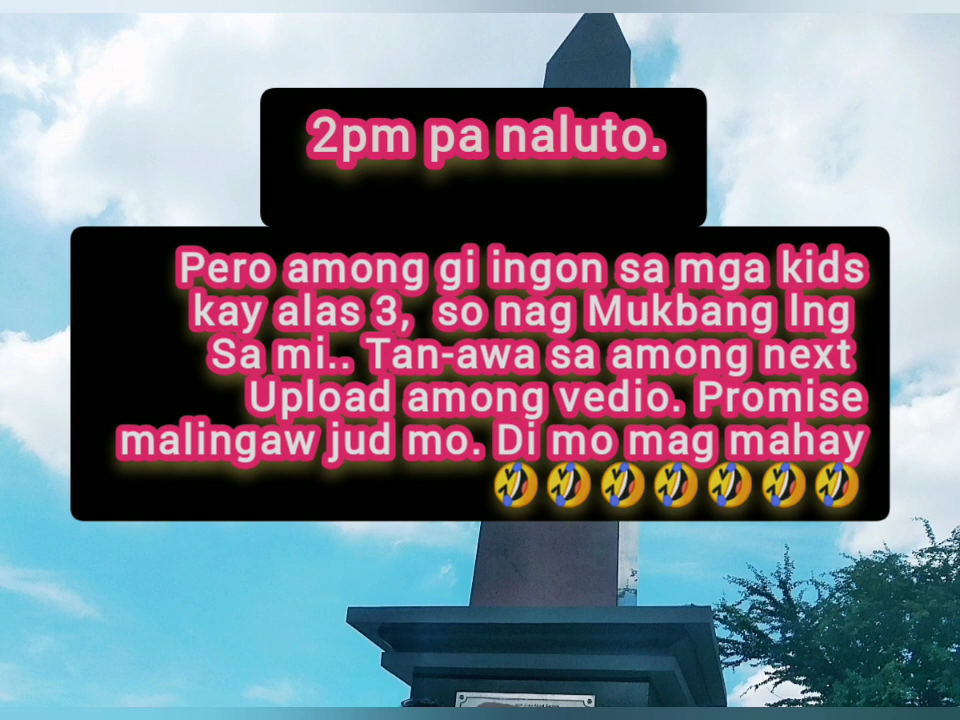 2pm pa naluto.
Pero among gi ingon sa mga kids
kay alas 3,  so nag Mukbang lng
Sa mi.. Tan-awa sa among next
Upload among vedio. Promise
malingaw jud mo. Di mo mag mahay
🤣🤣🤣🤣🤣🤣🤣